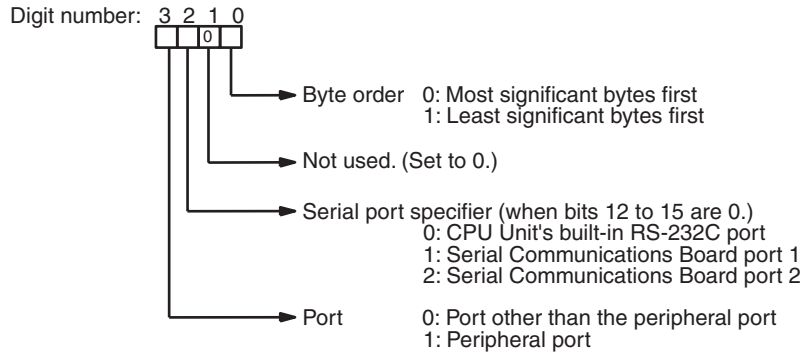 Digit number: 3 2 1 0
0
Byte order 0: Most significant bytes first
1: Least significant bytes first
Not used. (Set to 0.)
Serial port specifier (when bits 12 to 15 are 0.)
0: CPU Unit's built-in RS-232C port
1: Serial Communications Board port 1
2: Serial Communications Board port 2
Port 0: Port other than the peripheral port
1: Peripheral port